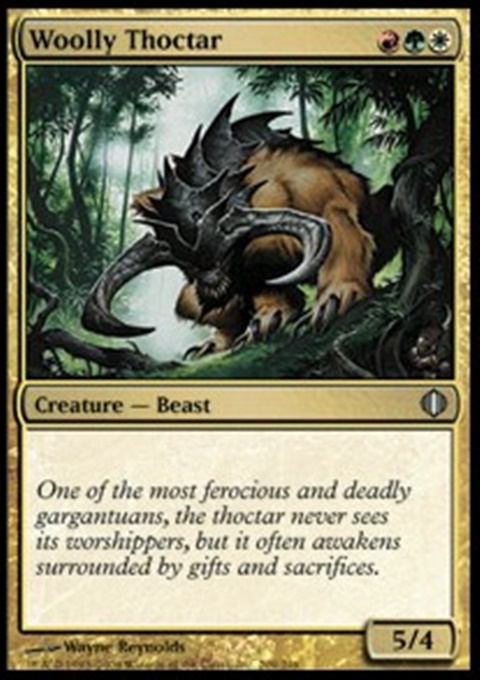 Woolly Thoctar
Creature — Beast
One of the most ferocious and deadly
gargantuans, the thoctar never sees
its worshippers, but it often awakens
surrounded by gifts and sacrifices.
Wayne Reynolds
5/4